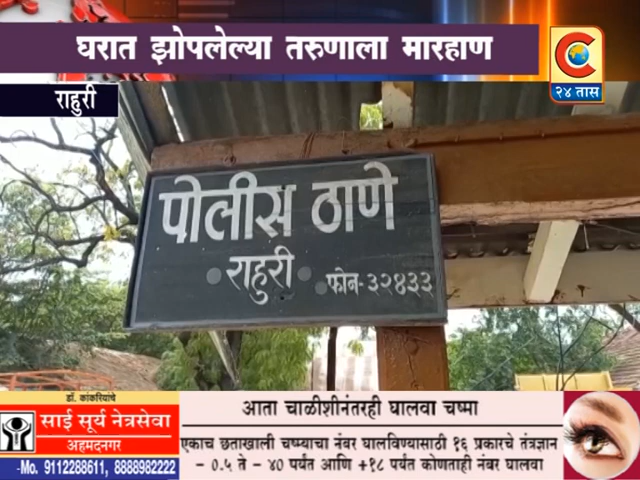 घरात झोपलेल्या तरुणाला मारहाण
C
२४ तास
राहुरी
पोलीस ठाणे
राहुरी
फोन-३२४३३
डॉ. कांकरियांचे
साई सूर्य नेत्रसेवा
अहमदनगर
-Mo. 9112288611, 8888982222
आता चाळीशीनंतरही घालवा चष्मा
एकाच छताखाली चष्म्याचा नंबर घालविण्यासाठी १६ प्रकारचे तंत्रज्ञान
- ०.५ ते - ४० पर्यंत आणि +१८ पर्यंत कोणताही नंबर घालवा